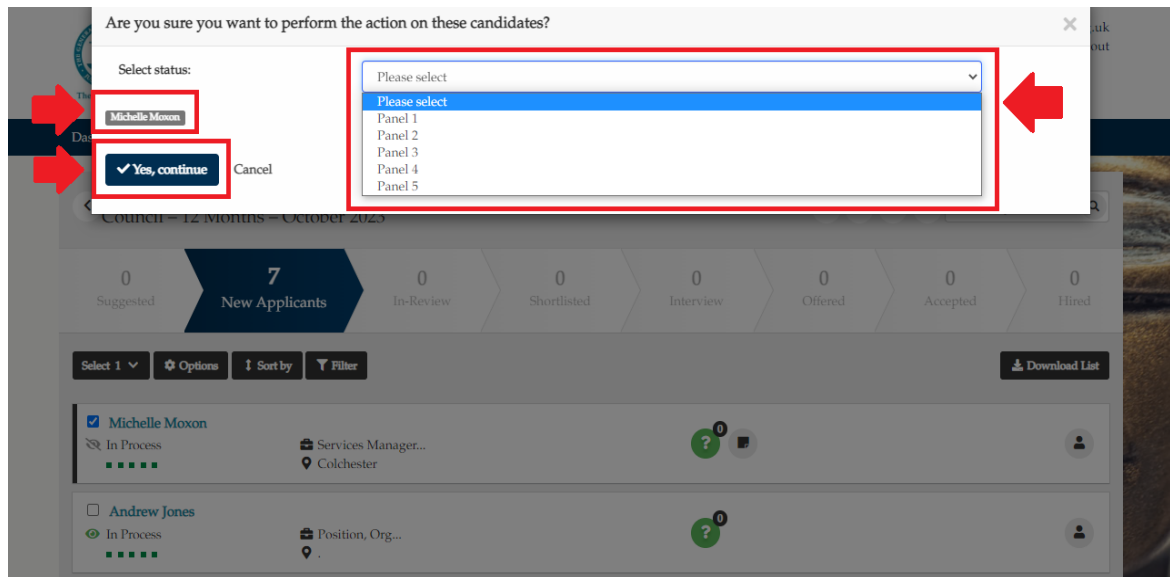 Are you sure you want to perform the action on these candidates? ×
.uk
out
Select status:
Please select
The
Please select
Michelle Moxon
Panel 1
Panel 2
Das
Panel 3
Yes, continue Cancel
Panel 4
Panel 5
Council – 12 Months – October 2023
0 7 0 0 0 0 0 0
Suggested New Applicants In-Review Shortlisted Interview Offered Accepted Hired
Select 1 Options Sort by Filter Download List
Michelle Moxon
0
In Process Services Manager... ?
Colchester
Andrew Jones
0
In Process Position, Org... ?
.